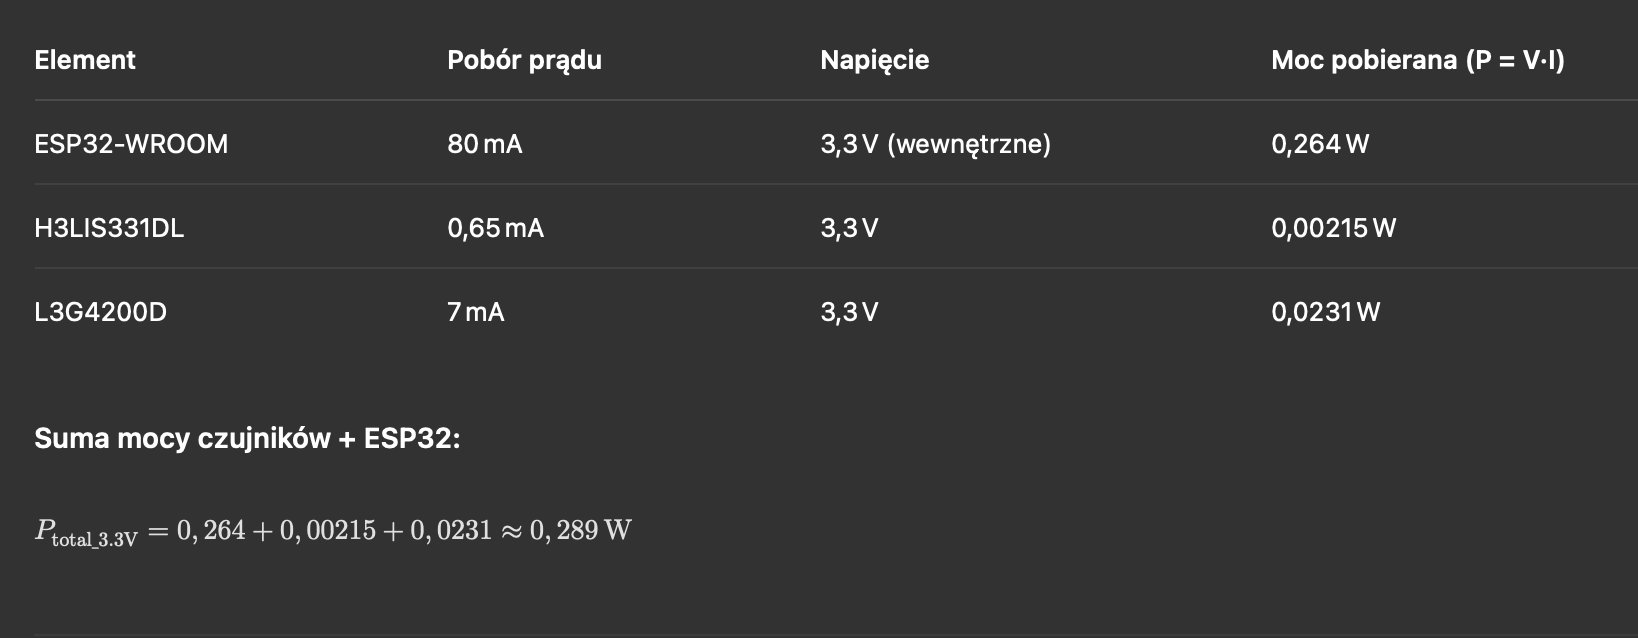 Element Pobór prądu Napięcie Moc pobierana (P = V·I)
ESP32-WROOM 80 mA 3,3 V (wewnętrzne) 0,264 W
H3LIS331DL 0,65 mA 3,3 V 0,00215 W
L3G4200D 7 mA 3,3 V 0,0231 W
Suma mocy czujników + ESP32:
P_total_3.3V = 0, 264 + 0, 00215 + 0, 0231 ≈ 0, 289 W